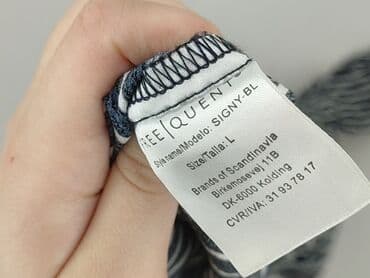 FREE|QUENT
Style name/Modelo: SIGNY-BL
Size/Talla: L
Brands of Scandinavia
Birkemosevej 11B
DK-6000 Kolding
CVR/IVA: 31 93 78 17